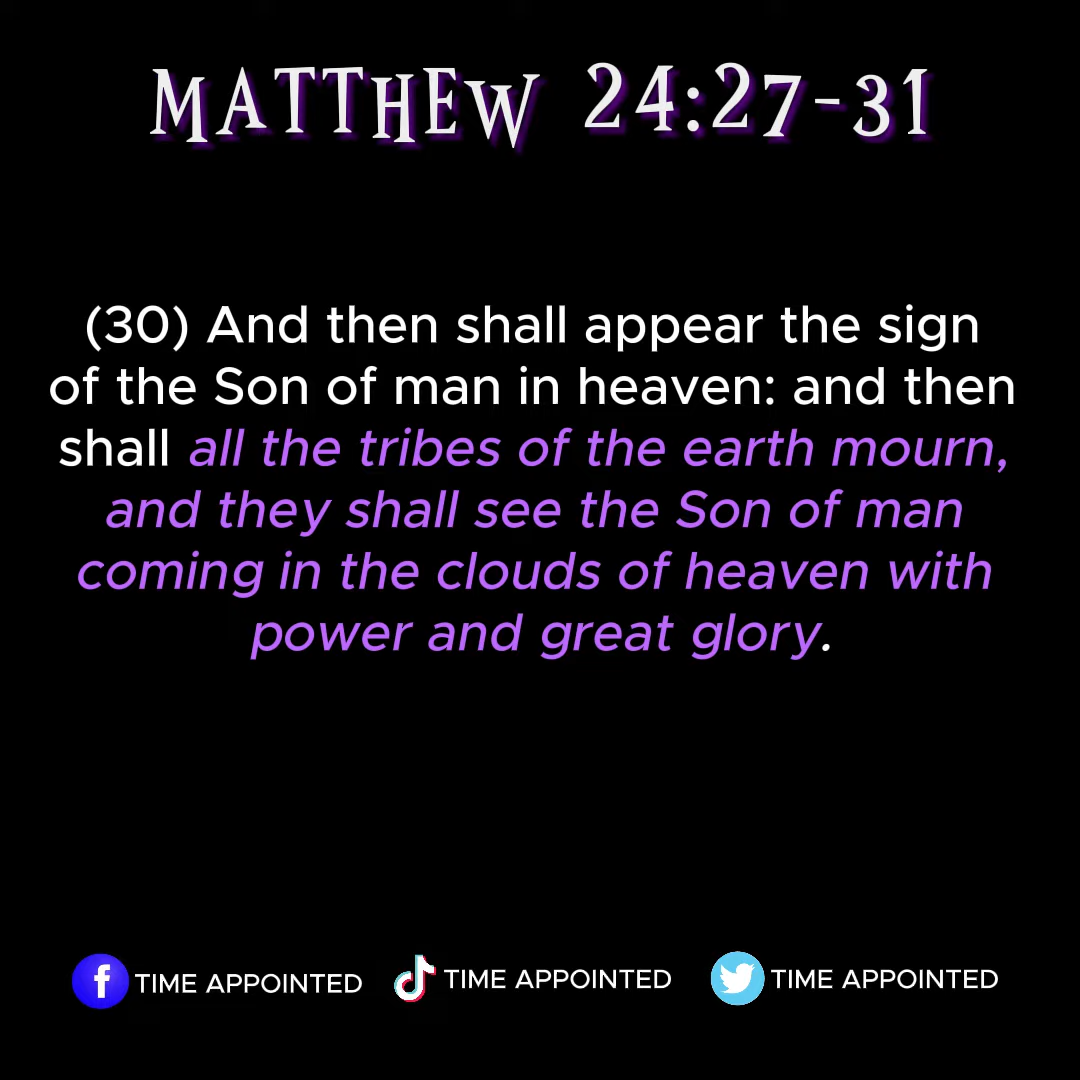 MATTHEW 24:27-31
(30) And then shall appear the sign
of the Son of man in heaven: and then
shall all the tribes of the earth mourn,
and they shall see the Son of man
coming in the clouds of heaven with
power and great glory.
TIME APPOINTED
TIME APPOINTED
TIME APPOINTED